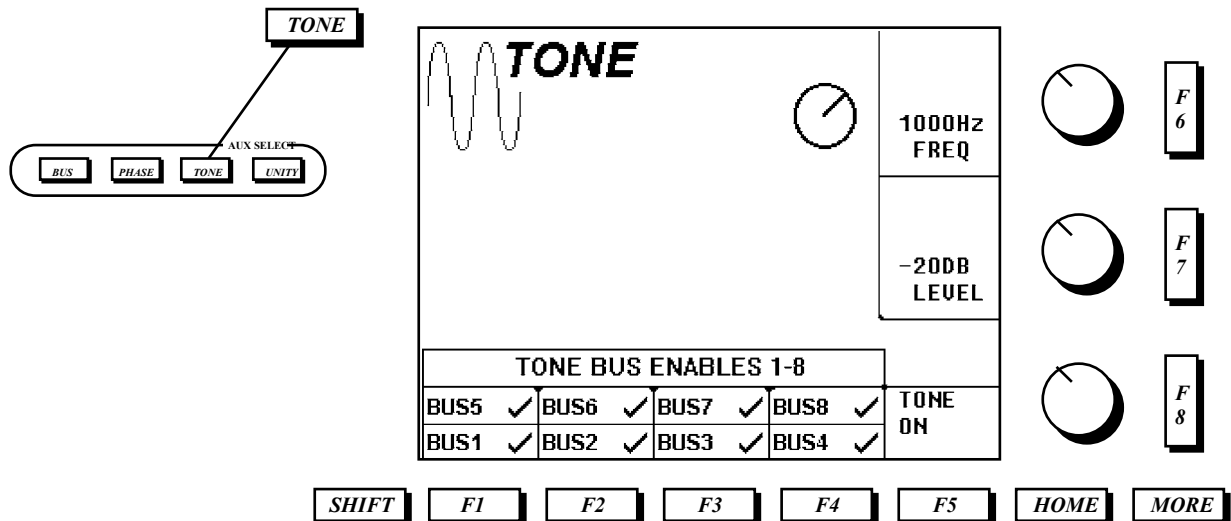 TONE
AUX SELECT
BUS PHASE TONE UNITY
TONE
1000Hz
FREQ
-20DB
LEVEL
TONE BUS ENABLES 1-8
BUS5 ✓ BUS6 ✓ BUS7 ✓ BUS8 ✓
BUS1 ✓ BUS2 ✓ BUS3 ✓ BUS4 ✓
TONE
ON
F
6
F
7
F
8
SHIFT F1 F2 F3 F4 F5 HOME MORE